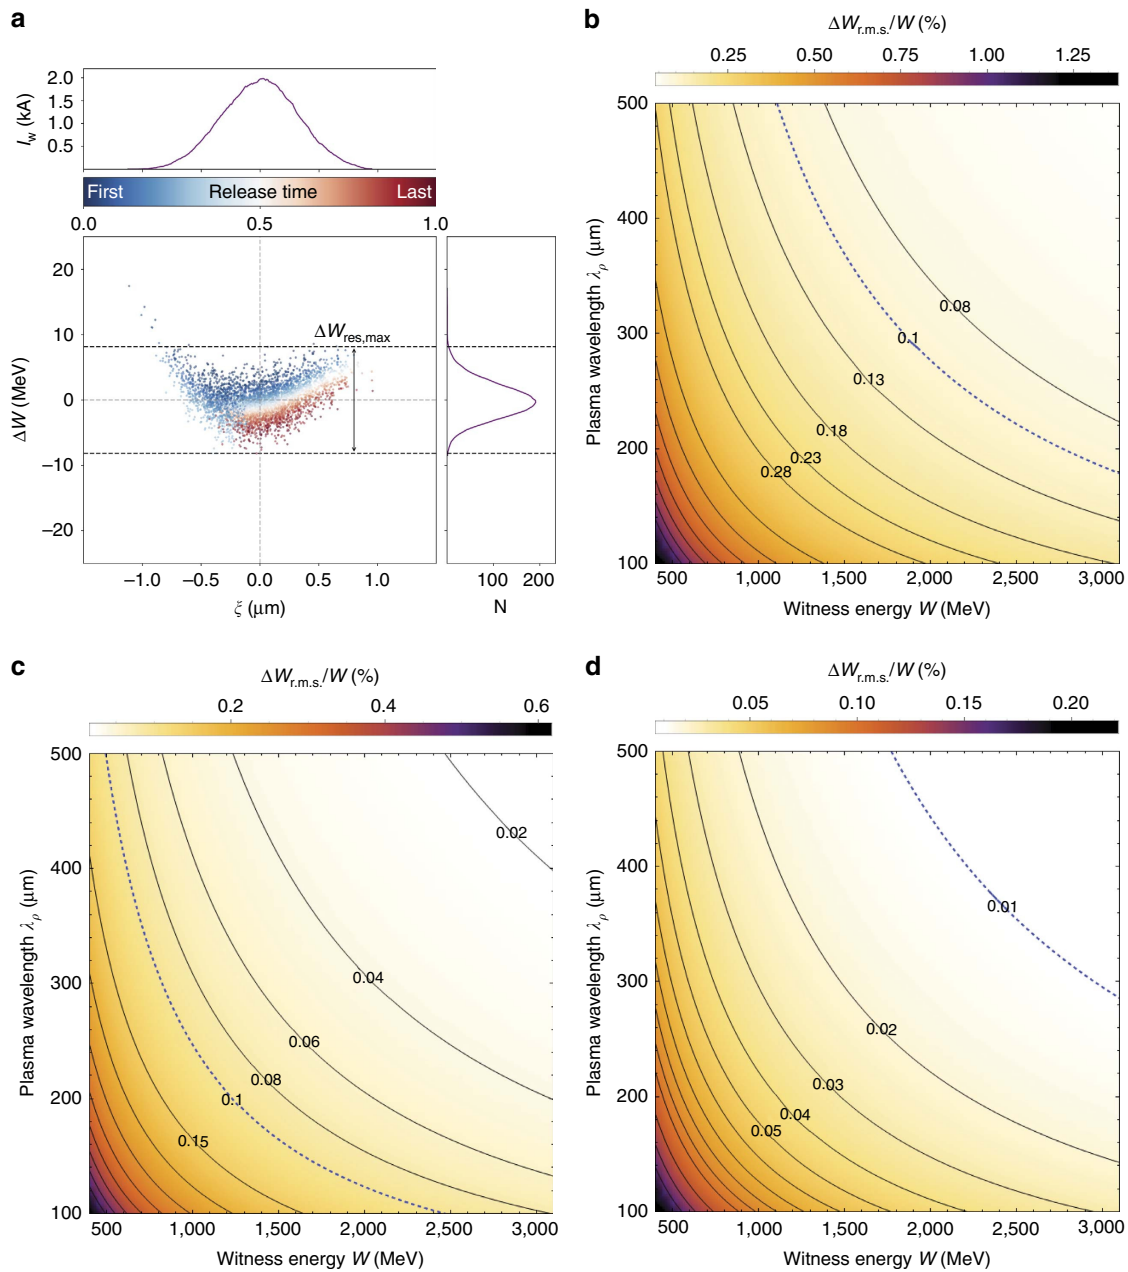 a
I_w (kA)
2.0
1.5
1.0
0.5
First Release time Last
0.0 0.5 1.0
ΔW (MeV)
20
10
0
−10
−20
ΔW_res,max
−1.0 −0.5 0.0 0.5 1.0
ξ (μm)
100 200
N
b
ΔW_r.m.s./W (%)
0.25 0.50 0.75 1.00 1.25
Plasma wavelength λ_ρ (μm)
500
400
300
200
100
0.08
0.1
0.13
0.18
0.23
0.28
500 1,000 1,500 2,000 2,500 3,000
Witness energy W (MeV)
c
ΔW_r.m.s./W (%)
0.2 0.4 0.6
Plasma wavelength λ_ρ (μm)
500
400
300
200
100
0.02
0.04
0.06
0.08
0.1
0.15
500 1,000 1,500 2,000 2,500 3,000
Witness energy W (MeV)
d
ΔW_r.m.s./W (%)
0.05 0.10 0.15 0.20
Plasma wavelength λ_ρ (μm)
500
400
300
200
100
0.01
0.02
0.03
0.04
0.05
500 1,000 1,500 2,000 2,500 3,000
Witness energy W (MeV)